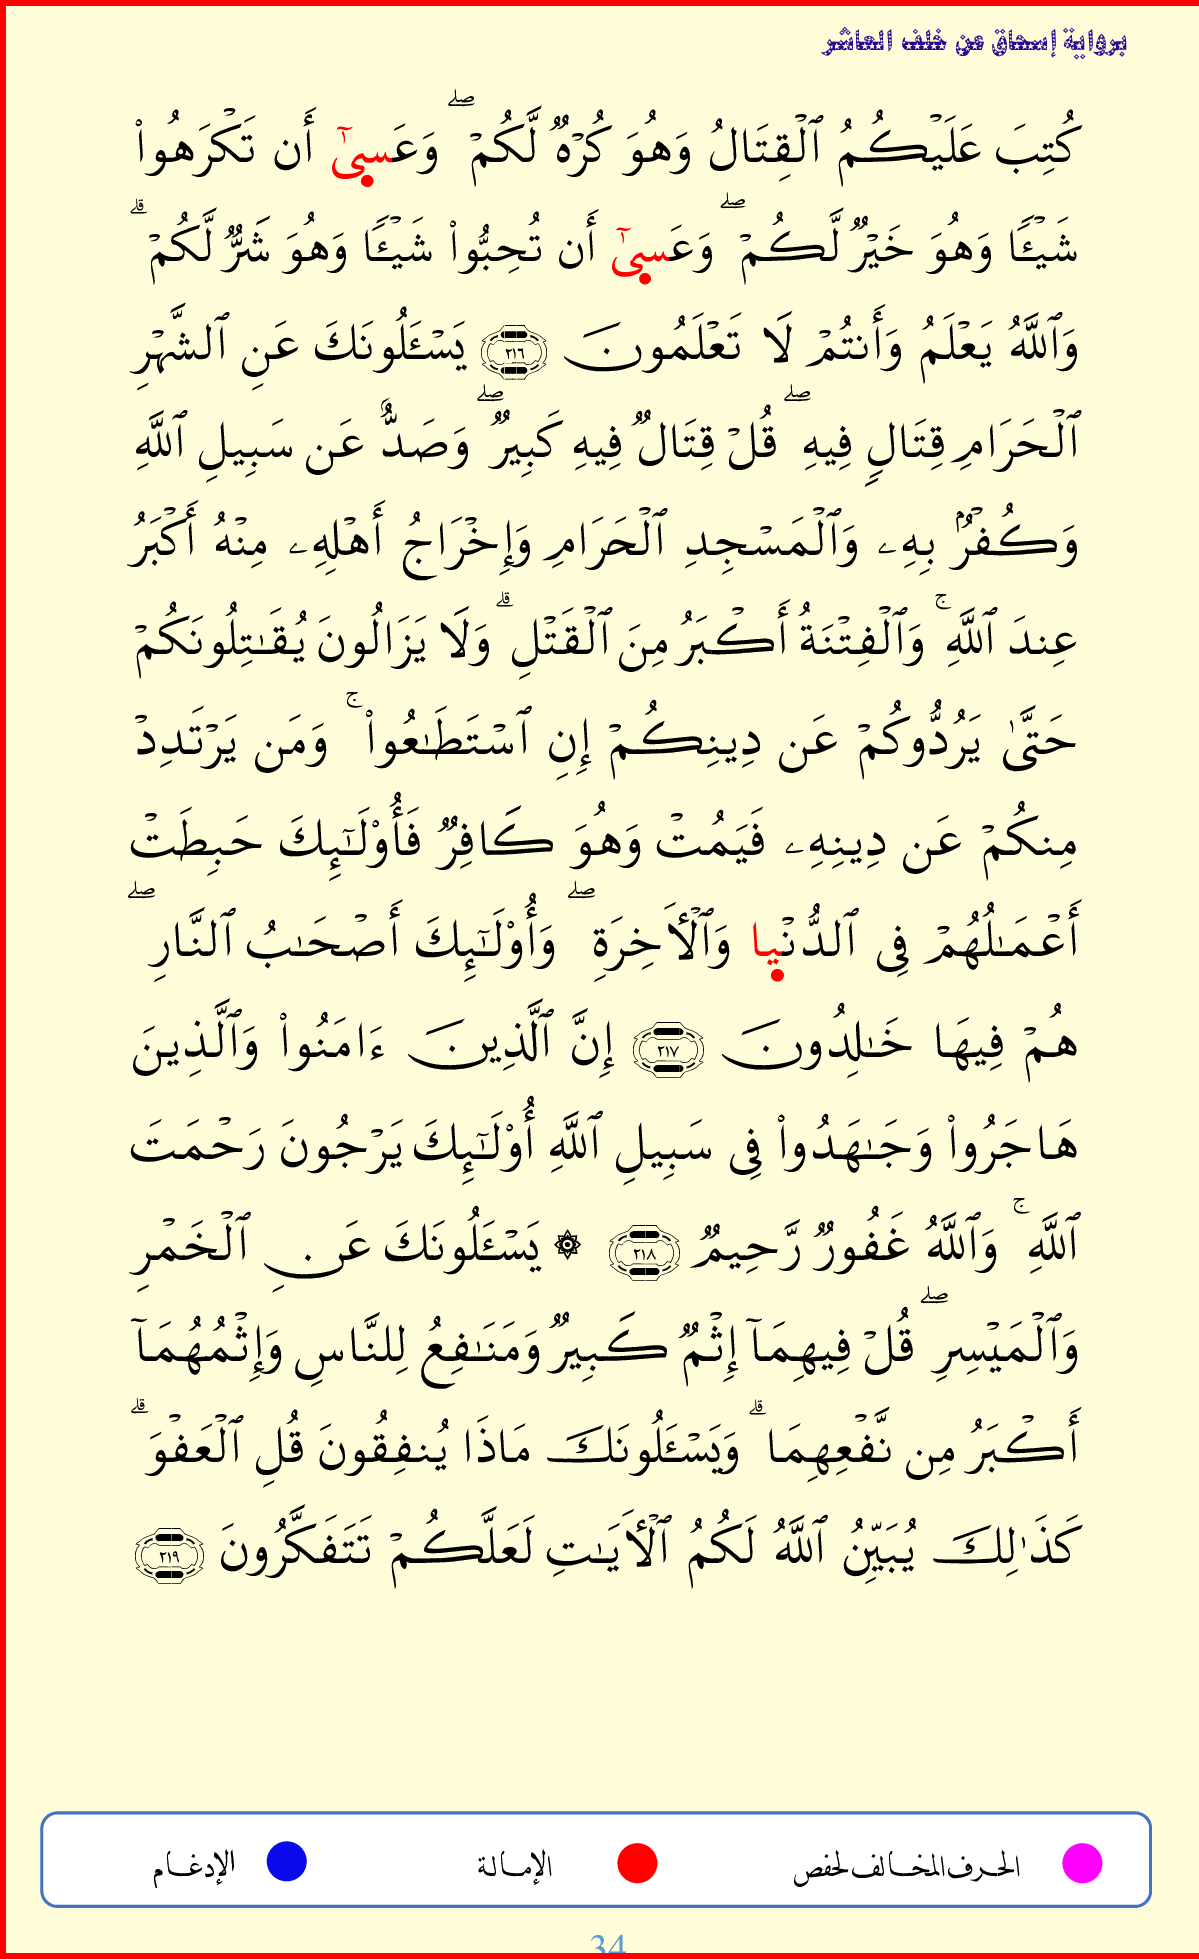 برواية إسحاق عن خلف العاشر
كُتِبَ عَلَيۡكُمُ ٱلۡقِتَالُ وَهُوَ كُرۡهٞ لَّكُمۡۖ وَعَسىٰٓ أَن تَكۡرَهُواْ
شَيۡـٔٗا وَهُوَ خَيۡرٞ لَّكُمۡۖ وَعَسىٰٓ أَن تُحِبُّواْ شَيۡـٔٗا وَهُوَ شَرّٞ لَّكُمۡۗ
وَٱللَّهُ يَعۡلَمُ وَأَنتُمۡ لَا تَعۡلَمُونَ ٢١٦ يَسۡـَٔلُونَكَ عَنِ ٱلشَّهۡرِ
ٱلۡحَرَامِ قِتَالٖ فِيهِۖ قُلۡ قِتَالٞ فِيهِ كَبِيرٞۖ وَصَدٌّ عَن سَبِيلِ ٱللَّهِ
وَكُفۡرُۢ بِهِۦ وَٱلۡمَسۡجِدِ ٱلۡحَرَامِ وَإِخۡرَاجُ أَهۡلِهِۦ مِنۡهُ أَكۡبَرُ
عِندَ ٱللَّهِۚ وَٱلۡفِتۡنَةُ أَكۡبَرُ مِنَ ٱلۡقَتۡلِۗ وَلَا يَزَالُونَ يُقَٰتِلُونَكُمۡ
حَتَّىٰ يَرُدُّوكُمۡ عَن دِينِكُمۡ إِنِ ٱسۡتَطَٰعُواْۚ وَمَن يَرۡتَدِدۡ
مِنكُمۡ عَن دِينِهِۦ فَيَمُتۡ وَهُوَ كَافِرٞ فَأُوْلَٰٓئِكَ حَبِطَتۡ
أَعۡمَٰلُهُمۡ فِي ٱلدُّنۡيا وَٱلۡأٓخِرَةِۖ وَأُوْلَٰٓئِكَ أَصۡحَٰبُ ٱلنَّارِۖ
هُمۡ فِيهَا خَٰلِدُونَ ٢١٧ إِنَّ ٱلَّذِينَ ءَامَنُواْ وَٱلَّذِينَ
هَاجَرُواْ وَجَٰهَدُواْ فِي سَبِيلِ ٱللَّهِ أُوْلَٰٓئِكَ يَرۡجُونَ رَحۡمَتَ
ٱللَّهِۚ وَٱللَّهُ غَفُورٞ رَّحِيمٞ ٢١٨ ۞ يَسۡـَٔلُونَكَ عَنِ ٱلۡخَمۡرِ
وَٱلۡمَيۡسِرِۖ قُلۡ فِيهِمَآ إِثۡمٞ كَبِيرٞ وَمَنَٰفِعُ لِلنَّاسِ وَإِثۡمُهُمَآ
أَكۡبَرُ مِن نَّفۡعِهِمَاۗ وَيَسۡـَٔلُونَكَ مَاذَا يُنفِقُونَ قُلِ ٱلۡعَفۡوَۗ
كَذَٰلِكَ يُبَيِّنُ ٱللَّهُ لَكُمُ ٱلۡأٓيَٰتِ لَعَلَّكُمۡ تَتَفَكَّرُونَ ٢١٩
الحرف المخالف لحفص الإمالة الإدغام
34